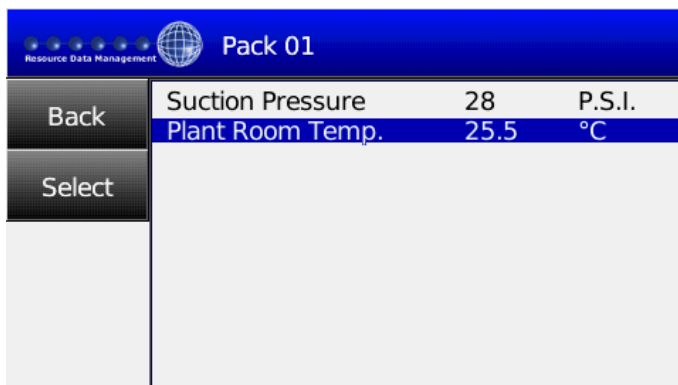 Resource Data Management
Pack 01
Back
Select
Suction Pressure 28 P.S.I.
Plant Room Temp. 25.5 °C